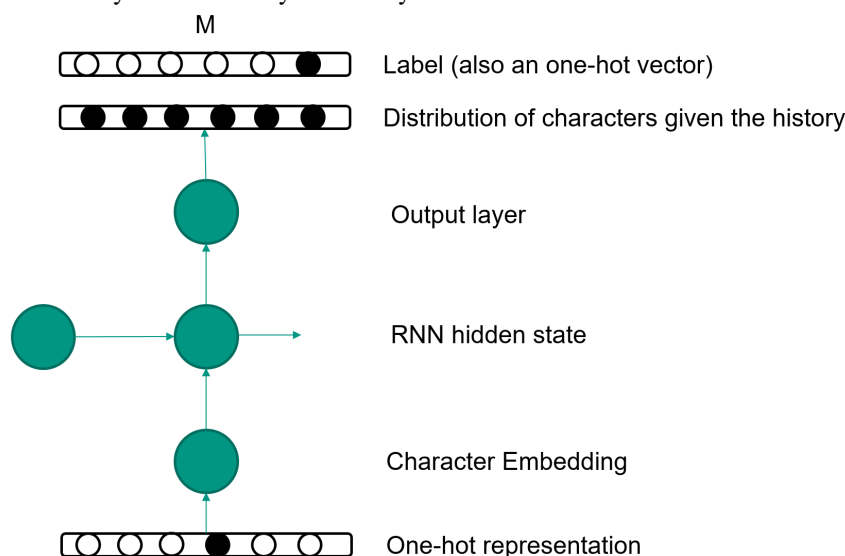 M
Label (also an one-hot vector)
Distribution of characters given the history
Output layer
RNN hidden state
Character Embedding
One-hot representation